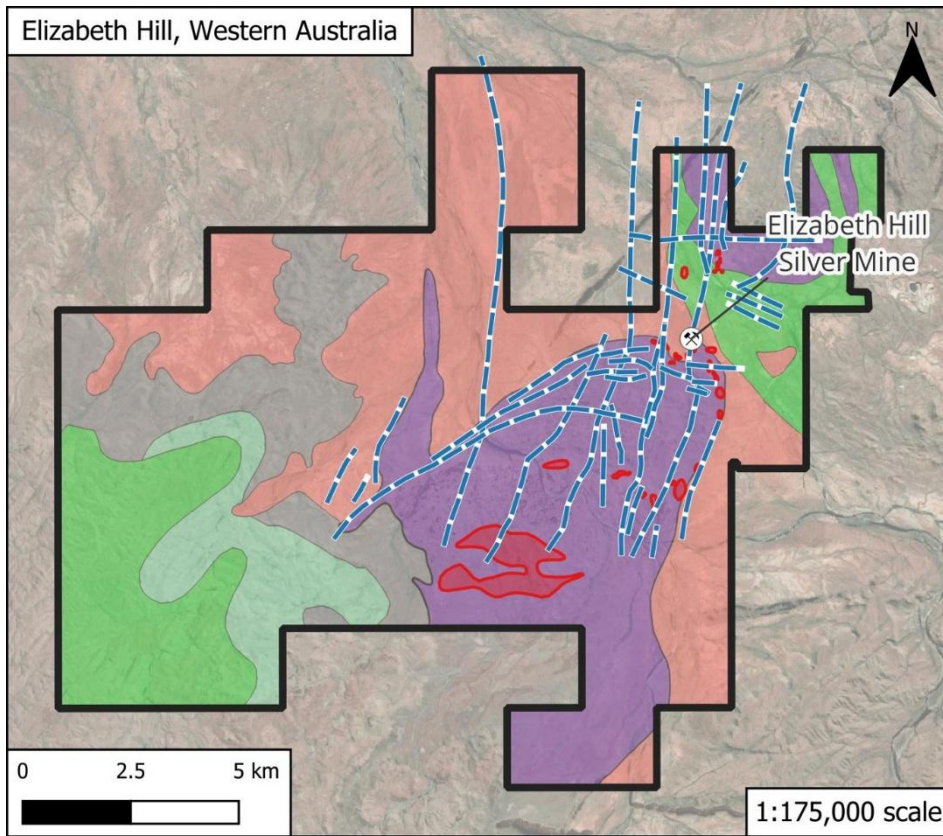 Elizabeth Hill, Western Australia
N
Elizabeth Hill
Silver Mine
0 2.5 5 km
1:175,000 scale